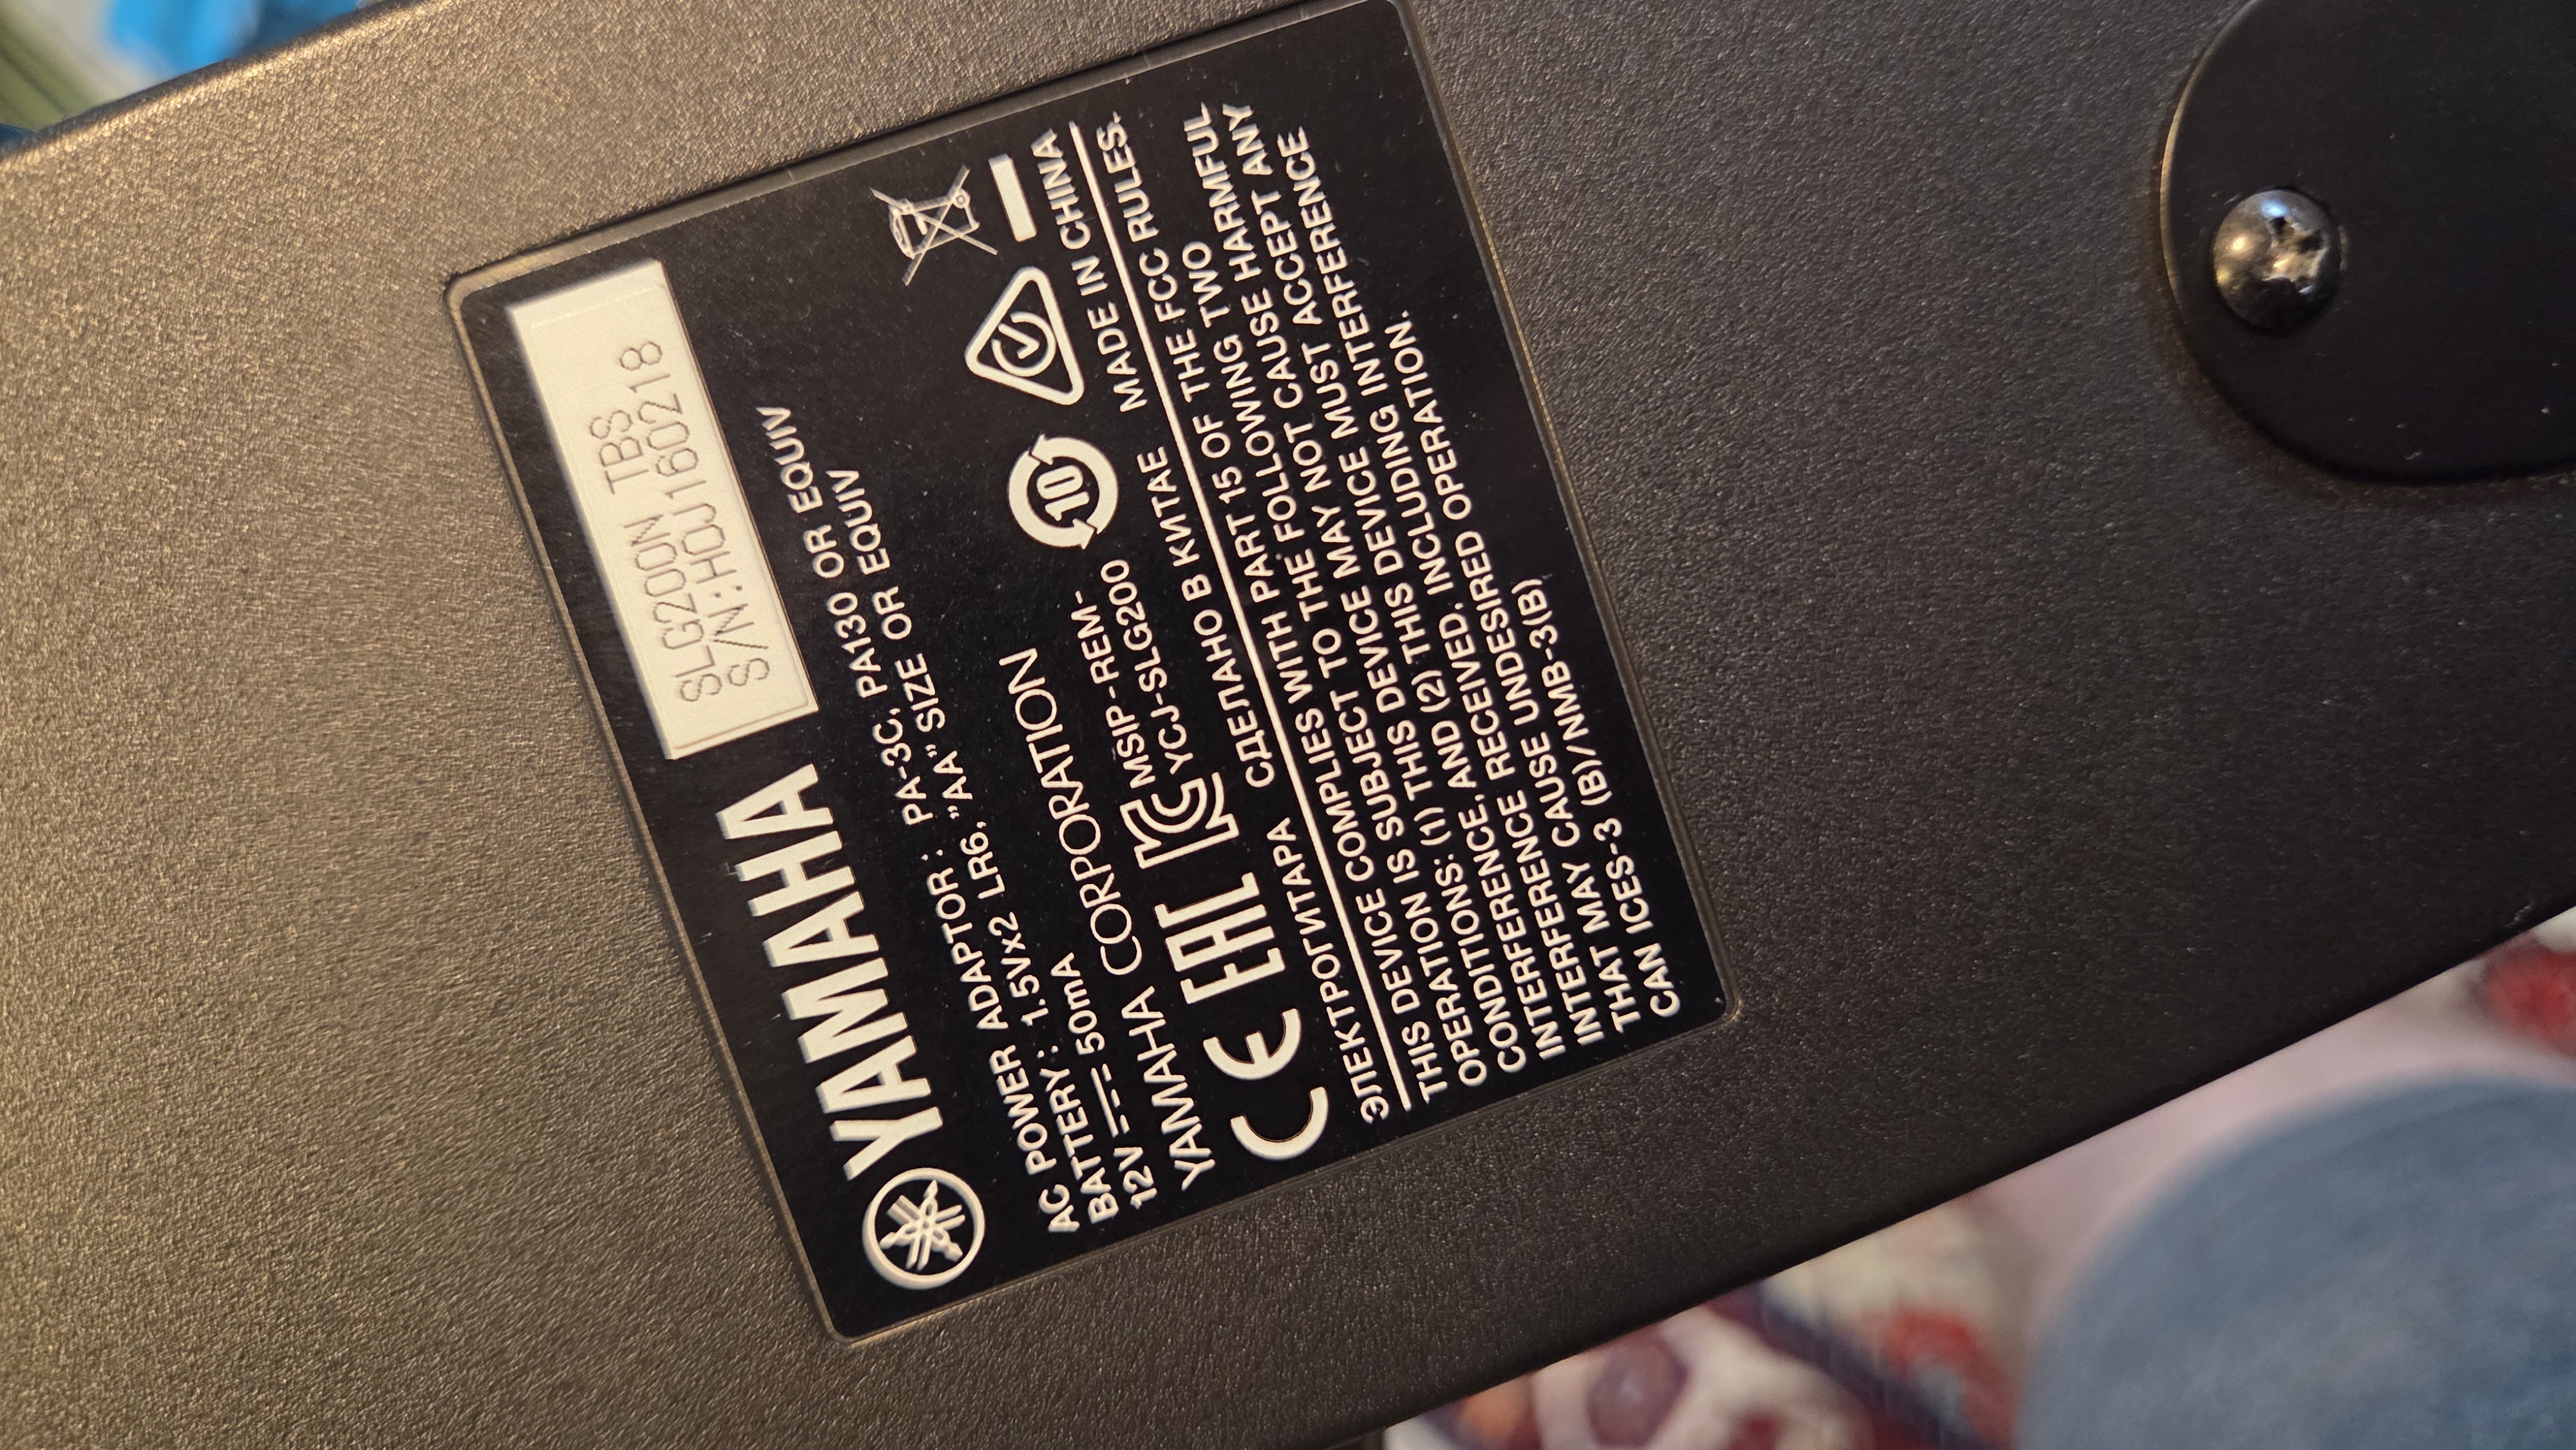 YAMAHA
SLG200N TBS
S/N:HOU160218
AC POWER ADAPTOR : PA-3C, PA130 OR EQUIV
BATTERY : 1.5Vx2 LR6, "AA" SIZE OR EQUIV
12V 50mA
YAMAHA CORPORATION
CE EAC KC MSIP-REM-
YCJ-SLG200
10
ЭЛЕКТРОГИТАРА СДЕЛАНО В КИТАЕ MADE IN CHINA
THIS DEVICE COMPLIES WITH PART 15 OF THE FCC RULES.
OPERATION IS SUBJECT TO THE FOLLOWING TWO
CONDITIONS: (1) THIS DEVICE MAY NOT CAUSE HARMFUL
INTERFERENCE, AND (2) THIS DEVICE MUST ACCEPT ANY
INTERFERENCE RECEIVED, INCLUDING INTERFERENCE
THAT MAY CAUSE UNDESIRED OPERATION.
CAN ICES-3 (B)/NMB-3(B)